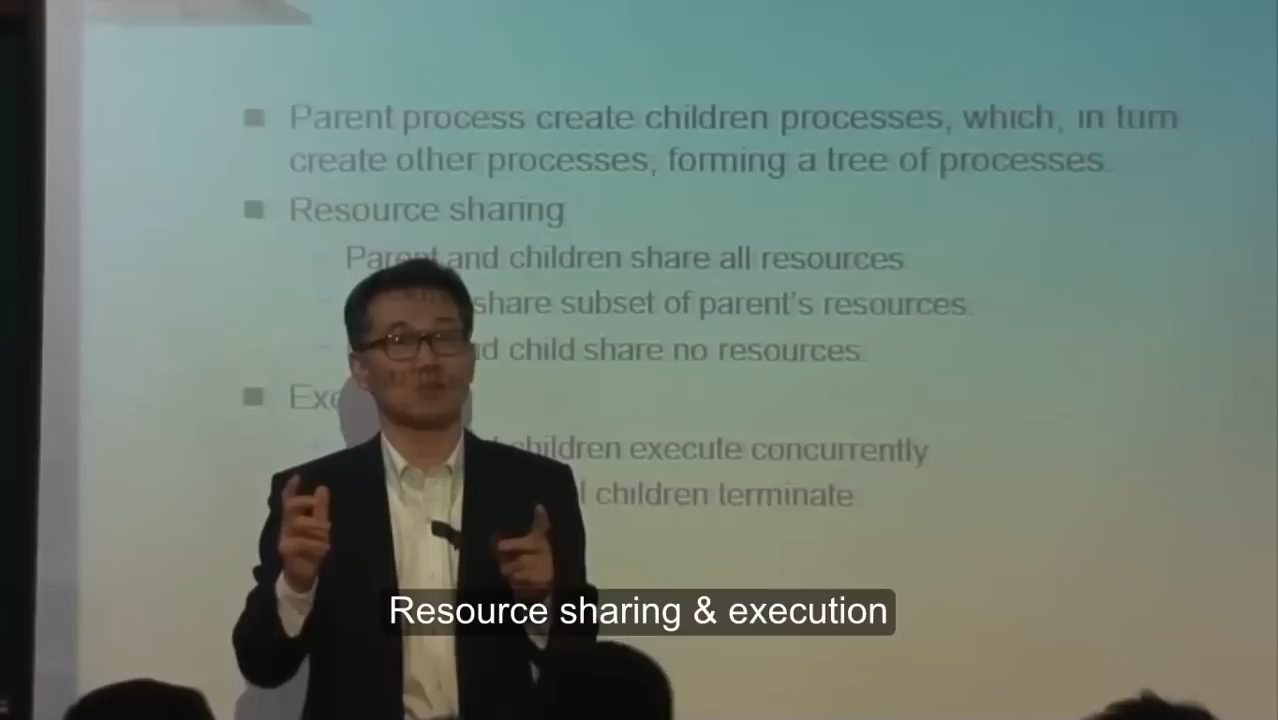 Parent process create children processes, which, in turn
create other processes, forming a tree of processes.
Resource sharing
Parent and children share all resources
share subset of parent's resources
child share no resources
children execute concurrently
children terminate
Resource sharing & execution